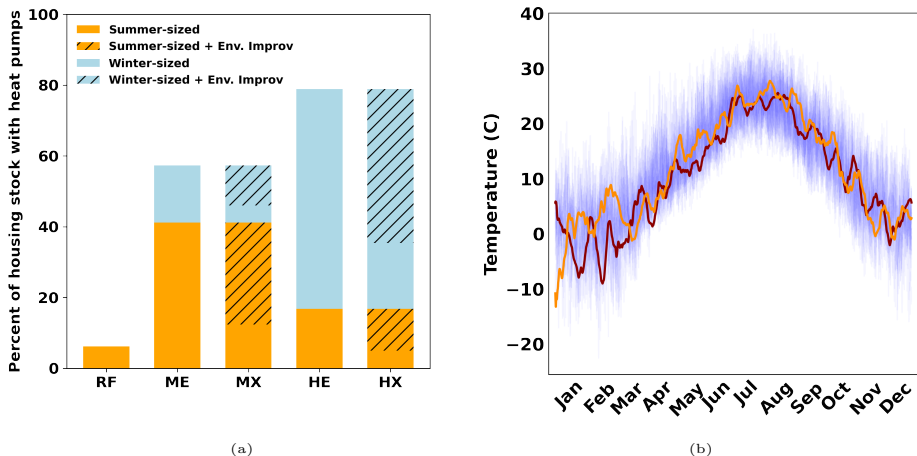 100
80
60
40
20
0
Percent of housing stock with heat pumps
Summer-sized
Summer-sized + Env. Improv
Winter-sized
Winter-sized + Env. Improv
RF ME MX HE HX
(a)
40
30
20
10
0
−10
−20
Temperature (C)
Jan Feb Mar Apr May Jun Jul Aug Sep Oct Nov Dec
(b)